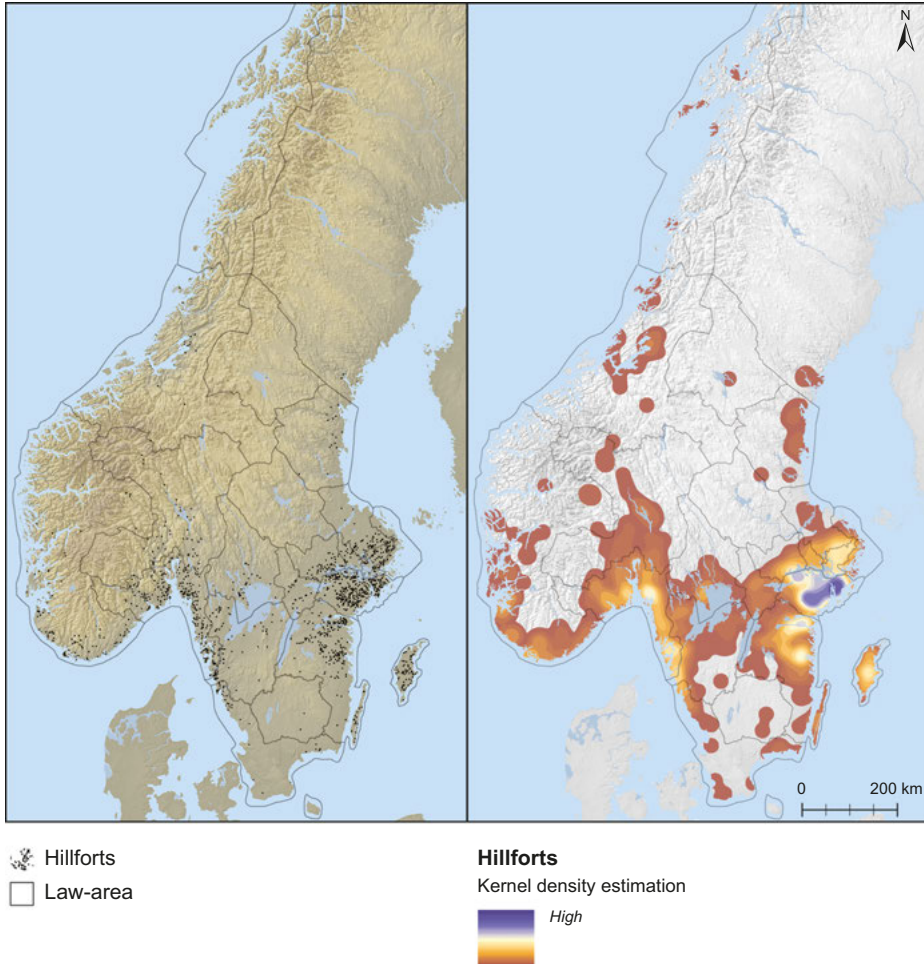 N
0 200 km
Hillforts
Law-area
Hillforts
Kernel density estimation
High